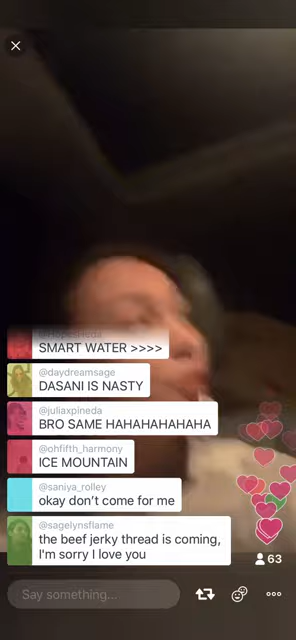 SMART WATER >>>>
@daydreamsage
DASANI IS NASTY
@juliaxpineda
BRO SAME HAHAHAHAHAHA
@ohfifth_harmony
ICE MOUNTAIN
@saniya_rolley
okay don’t come for me
@sagelynsflame
the beef jerky thread is coming,
I'm sorry I love you
63
Say something...